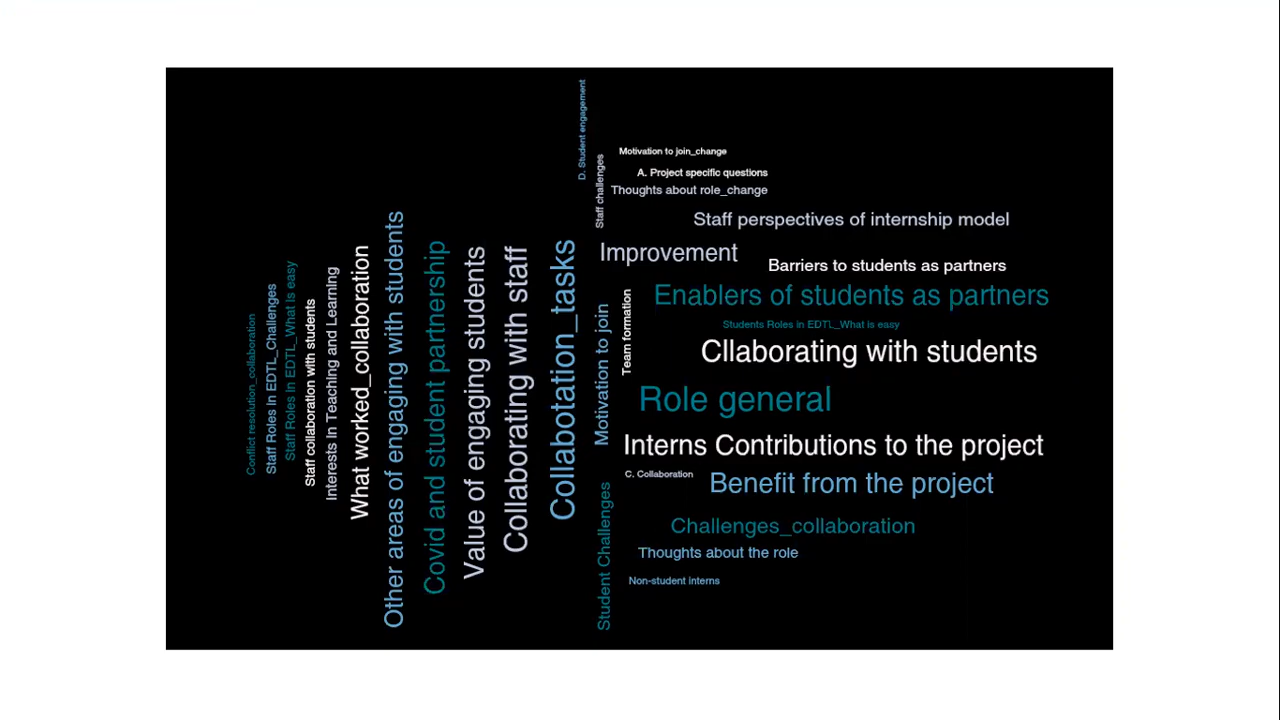 Conflict resolution_collaboration
Staff Roles in EDTL_Challenges
Staff Roles in EDTL_What is easy
Staff collaboration with students
Interests in Teaching and Learning
What worked_collaboration
Other areas of engaging with students
Covid and student partnership
Value of engaging students
Collaborating with staff
Collabotation_tasks
D. Student engagement
Staff challenges
Motivation to join
Student Challenges
Team formation
Motivation to join_change
A. Project specific questions
Thoughts about role_change
Staff perspectives of internship model
Improvement
Barriers to students as partners
Enablers of students as partners
Students Roles in EDTL_What is easy
Cllaborating with students
Role general
Interns Contributions to the project
C. Collaboration
Benefit from the project
Challenges_collaboration
Thoughts about the role
Non-student interns